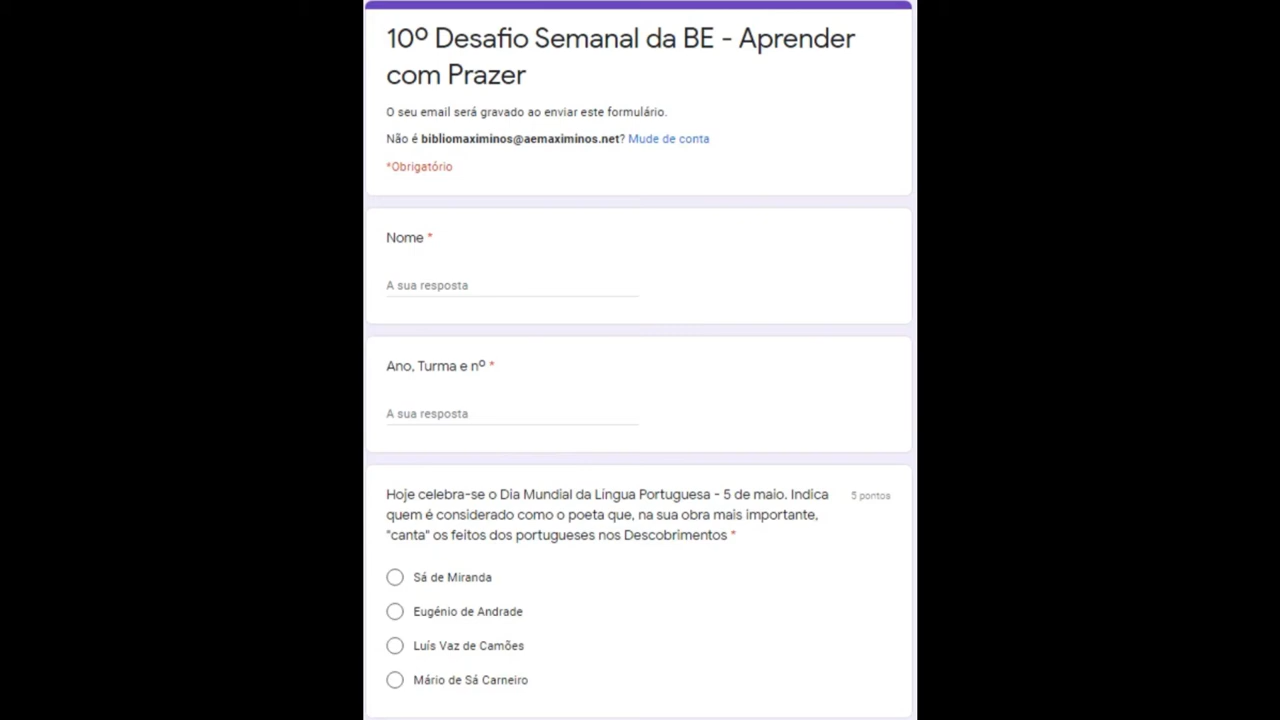 10º Desafio Semanal da BE - Aprender
com Prazer
O seu email será gravado ao enviar este formulário.
Não é bibliomaximinos@aemaximinos.net? Mude de conta
*Obrigatório
Nome *
A sua resposta
Ano, Turma e nº *
A sua resposta
Hoje celebra-se o Dia Mundial da Língua Portuguesa - 5 de maio. Indica 5 pontos
quem é considerado como o poeta que, na sua obra mais importante,
"canta" os feitos dos portugueses nos Descobrimentos *
Sá de Miranda
Eugénio de Andrade
Luís Vaz de Camões
Mário de Sá Carneiro